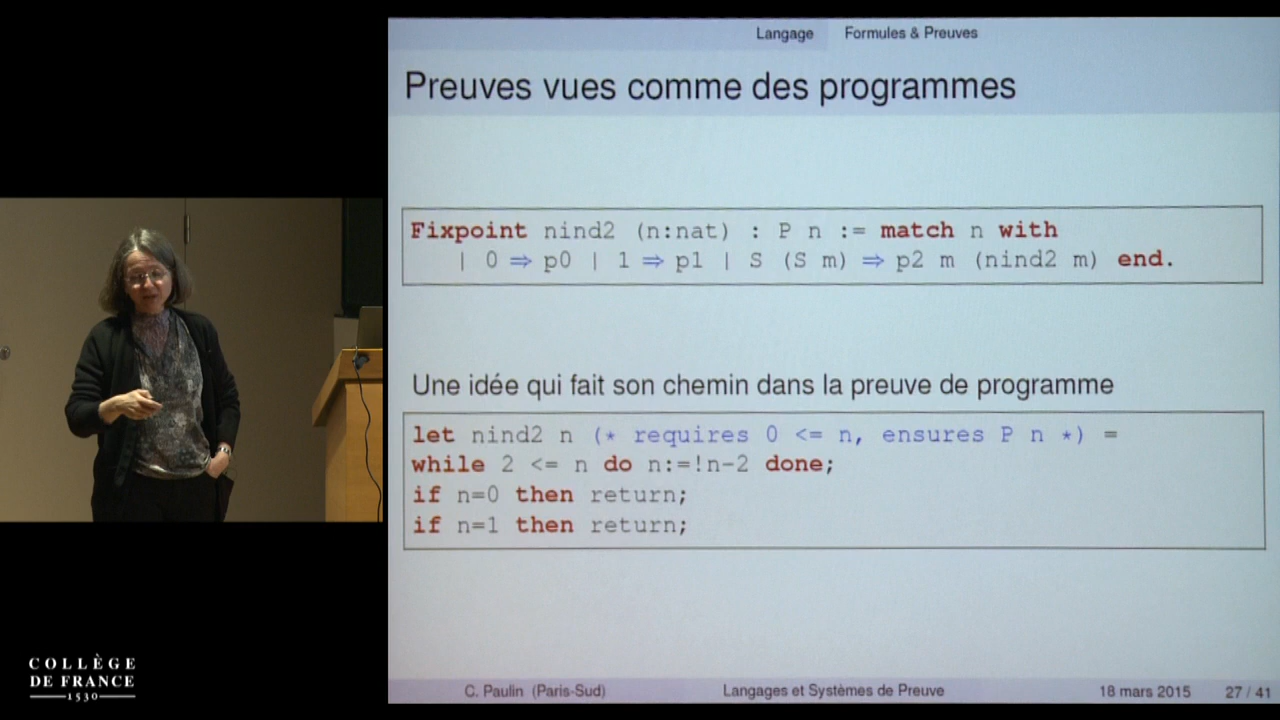 Langage Formules & Preuves
Preuves vues comme des programmes
Fixpoint nind2 (n:nat) : P n := match n with
| 0 ⇒ p0 | 1 ⇒ p1 | S (S m) ⇒ p2 m (nind2 m) end.
Une idée qui fait son chemin dans la preuve de programme
let nind2 n (* requires 0 <= n, ensures P n *) =
while 2 <= n do n:=!n-2 done;
if n=0 then return;
if n=1 then return;
C. Paulin (Paris-Sud) Langages et Systèmes de Preuve 18 mars 2015 27 / 41
COLLÈGE
DE FRANCE
1530